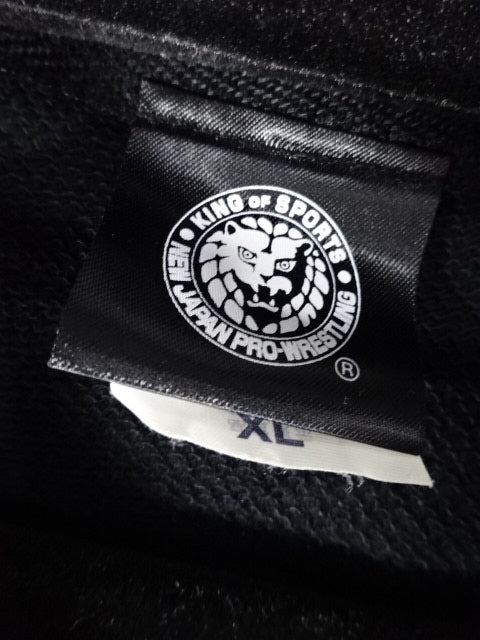 KING OF SPORTS
NEW JAPAN PRO-WRESTLING
®
XL